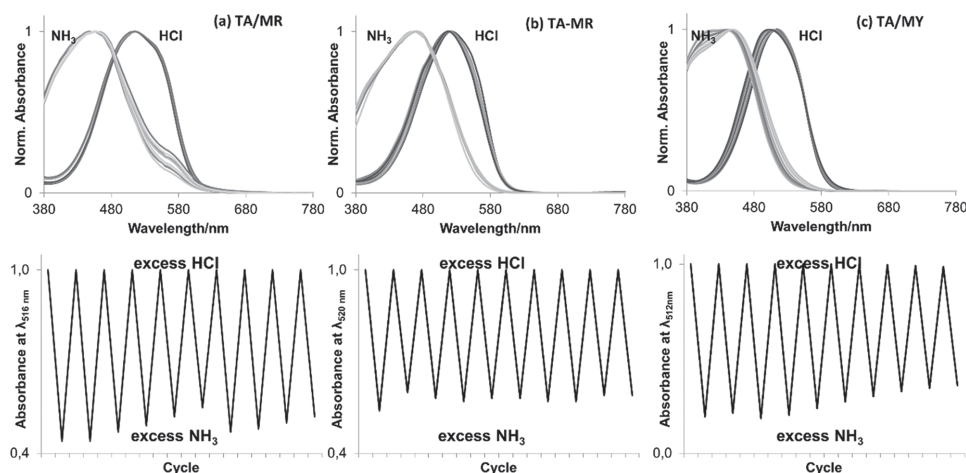 (a) TA/MR
NH3
HCl
Norm. Absorbance
1
0
380 480 580 680 780
Wavelength/nm
(b) TA-MR
NH3
HCl
Norm. Absorbance
1
0
380 480 580 680 780
Wavelength/nm
(c) TA/MY
NH3
HCl
Norm. Absorbance
1
0
380 480 580 680 780
Wavelength/nm
excess HCl
1,0
Absorbance at λ516 nm
excess NH3
0,4
Cycle
excess HCl
1,0
Absorbance at λ520 nm
excess NH3
0,4
Cycle
excess HCl
1,0
Absorbance at λ512nm
excess NH3
0,0
Cycle